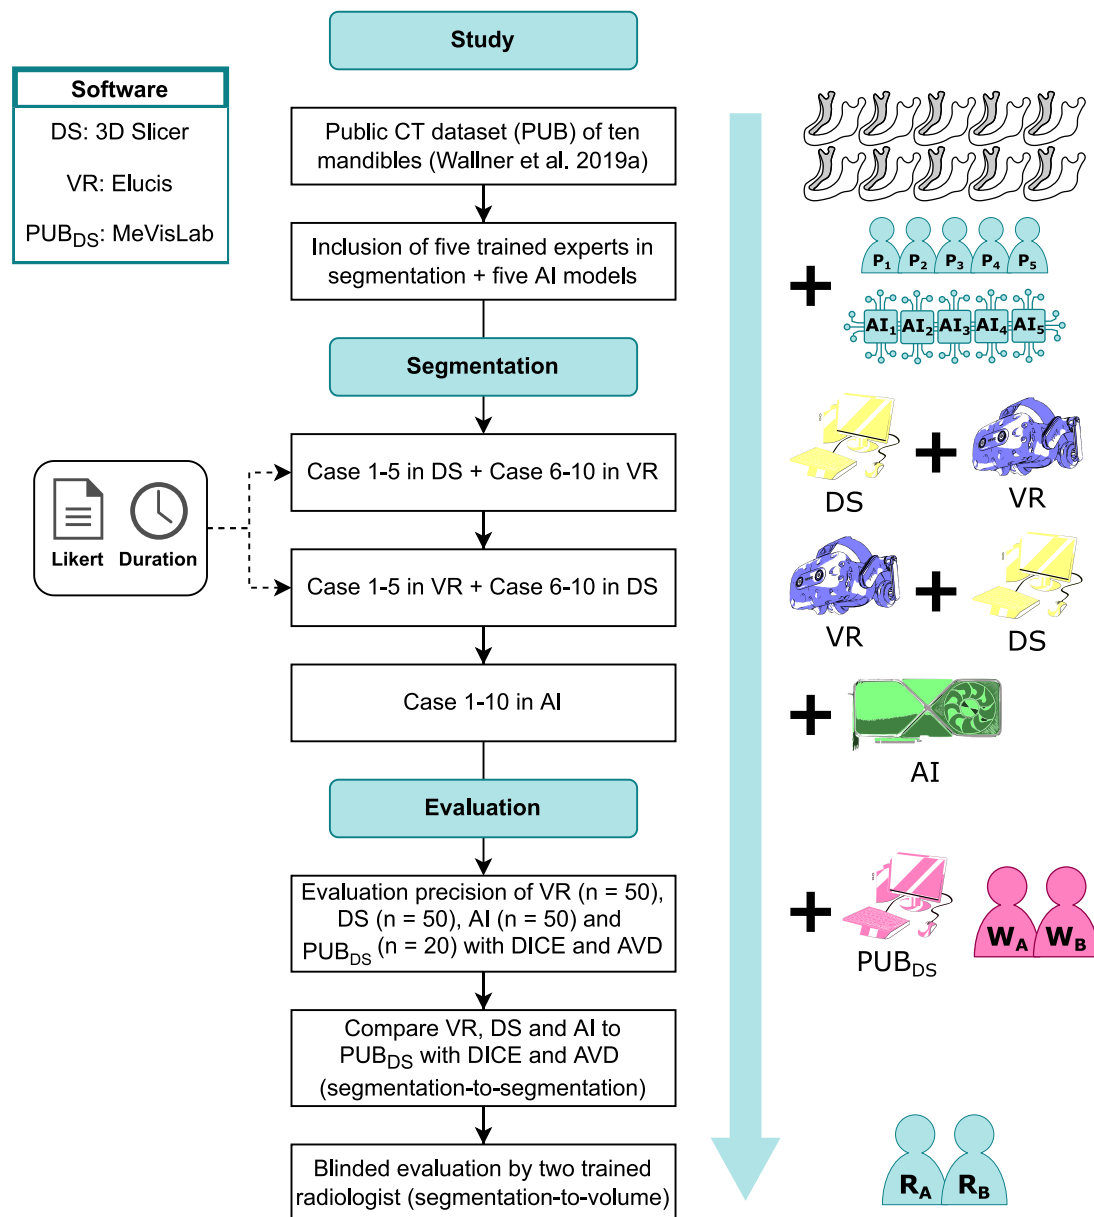 Study
Software
DS: 3D Slicer
VR: Elucis
PUBDS: MeVisLab
Public CT dataset (PUB) of ten
mandibles (Wallner et al. 2019a)
Inclusion of five trained experts in
segmentation + five AI models
P1 P2 P3 P4 P5
AI1 AI2 AI3 AI4 AI5
Segmentation
Case 1-5 in DS + Case 6-10 in VR
DS
VR
Likert Duration
Case 1-5 in VR + Case 6-10 in DS
VR
DS
Case 1-10 in AI
AI
Evaluation
Evaluation precision of VR (n = 50),
DS (n = 50), AI (n = 50) and
PUBDS (n = 20) with DICE and AVD
PUBDS
WA WB
Compare VR, DS and AI to
PUBDS with DICE and AVD
(segmentation-to-segmentation)
Blinded evaluation by two trained
radiologist (segmentation-to-volume)
RA RB